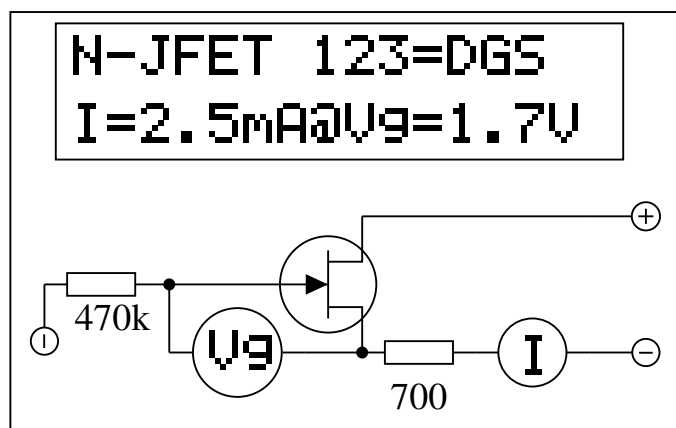 N-JFET 123=DGS
I=2.5mA@Vg=1.7V
+
470k
-
Vg
700
I
-